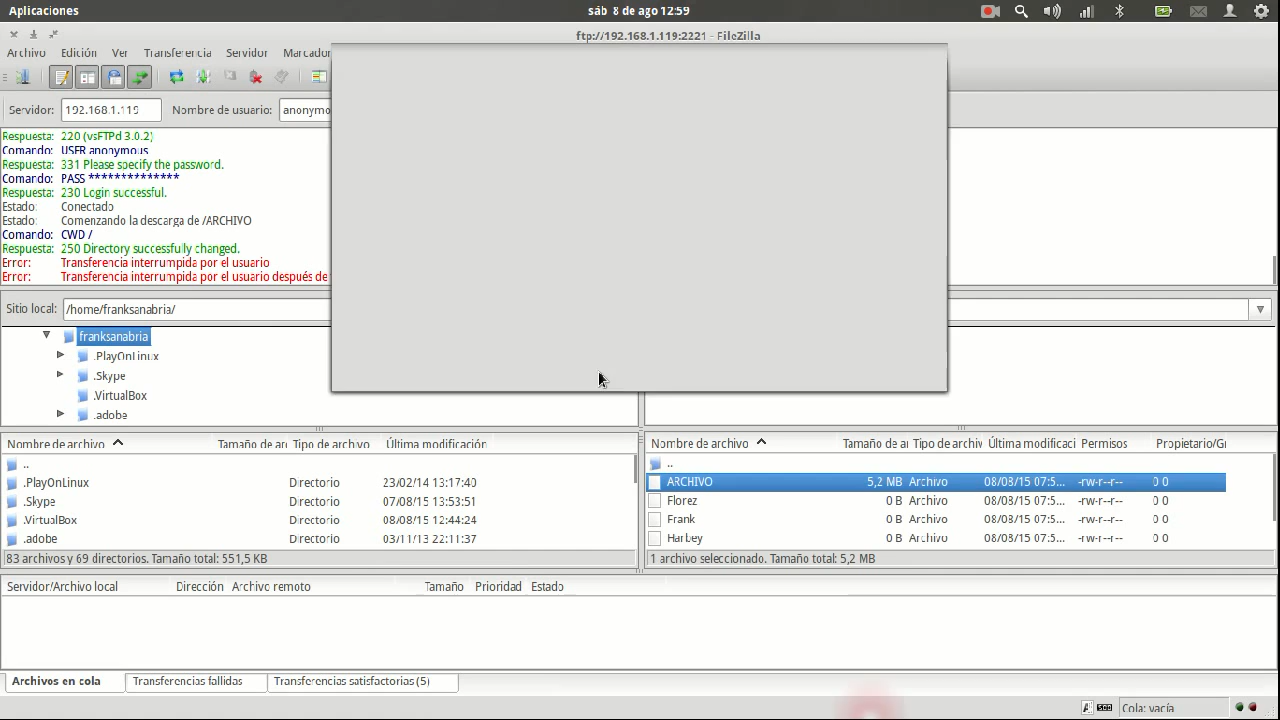 Aplicaciones sáb 8 de ago 12:59
ftp://192.168.1.119:2221 - FileZilla
Archivo Edición Ver Transferencia Servidor Marcador
Servidor: 192.168.1.119 Nombre de usuario: anonymo
Respuesta: 220 (vsFTPd 3.0.2)
Comando: USER anonymous
Respuesta: 331 Please specify the password.
Comando: PASS **************
Respuesta: 230 Login successful.
Estado: Conectado
Estado: Comenzando la descarga de /ARCHIVO
Comando: CWD /
Respuesta: 250 Directory successfully changed.
Error: Transferencia interrumpida por el usuario
Error: Transferencia interrumpida por el usuario después de
Sitio local: /home/franksanabria/
franksanabria
.PlayOnLinux
.Skype
.VirtualBox
.adobe
Nombre de archivo Tamaño de arc Tipo de archivo Última modificación
..
.PlayOnLinux Directorio 23/02/14 13:17:40
.Skype Directorio 07/08/15 13:53:51
.VirtualBox Directorio 08/08/15 12:44:24
.adobe Directorio 03/11/13 22:11:37
83 archivos y 69 directorios. Tamaño total: 551,5 KB
Nombre de archivo Tamaño de ar Tipo de archiv Última modificaci Permisos Propietario/Gr
..
ARCHIVO 5,2 MB Archivo 08/08/15 07:5... -rw-r--r-- 0 0
Florez 0 B Archivo 08/08/15 07:5... -rw-r--r-- 0 0
Frank 0 B Archivo 08/08/15 07:5... -rw-r--r-- 0 0
Harbey 0 B Archivo 08/08/15 07:5... -rw-r--r-- 0 0
1 archivo seleccionado. Tamaño total: 5,2 MB
Servidor/Archivo local Dirección Archivo remoto Tamaño Prioridad Estado
Archivos en cola Transferencias fallidas Transferencias satisfactorias (5)
Cola: vacía